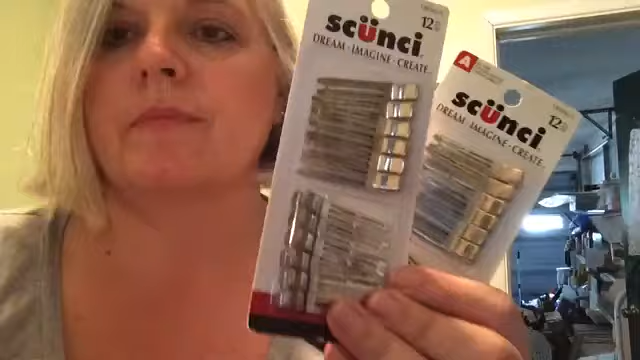 scünci
12
DREAM · IMAGINE · CREATE
A
scünci
12
DREAM · IMAGINE · CREATE